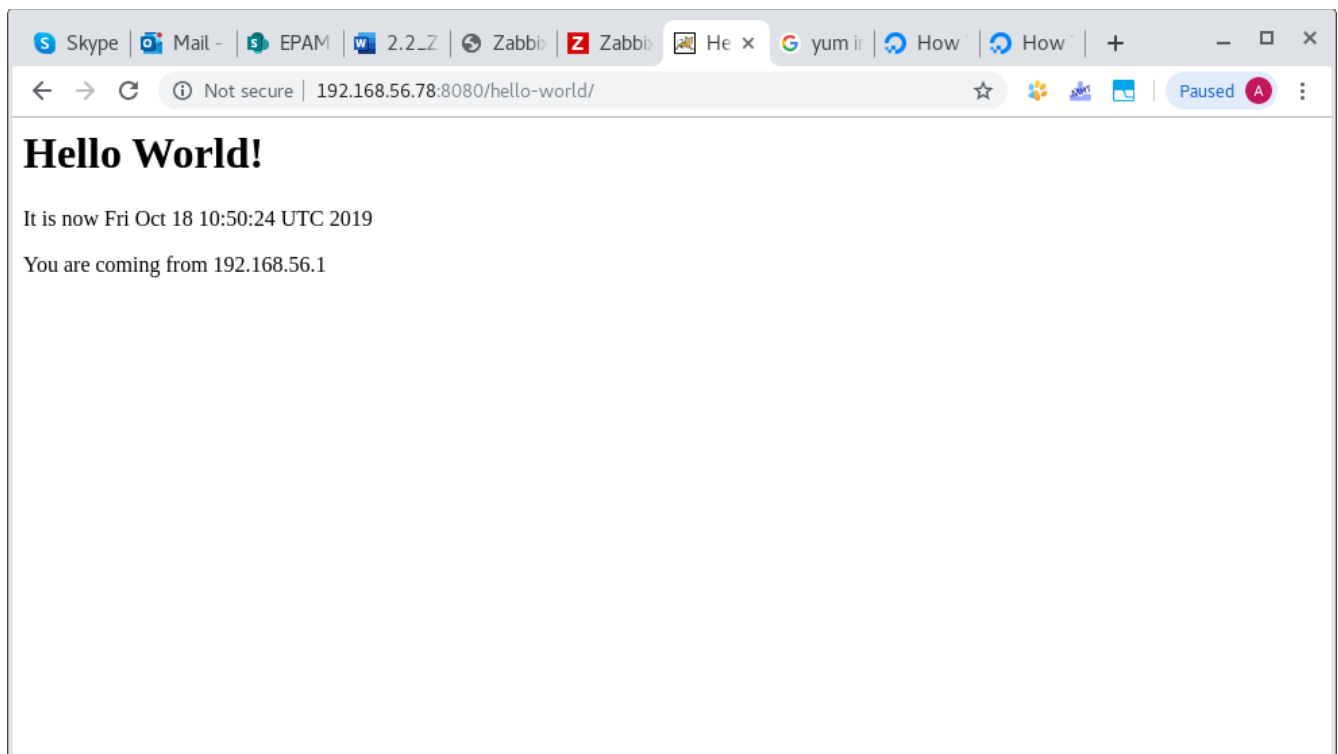 Skype Mail - EPAM 2.2_Z Zabbi Zabbi He yum i How How
Not secure 192.168.56.78:8080/hello-world/ Paused A
Hello World!
It is now Fri Oct 18 10:50:24 UTC 2019
You are coming from 192.168.56.1